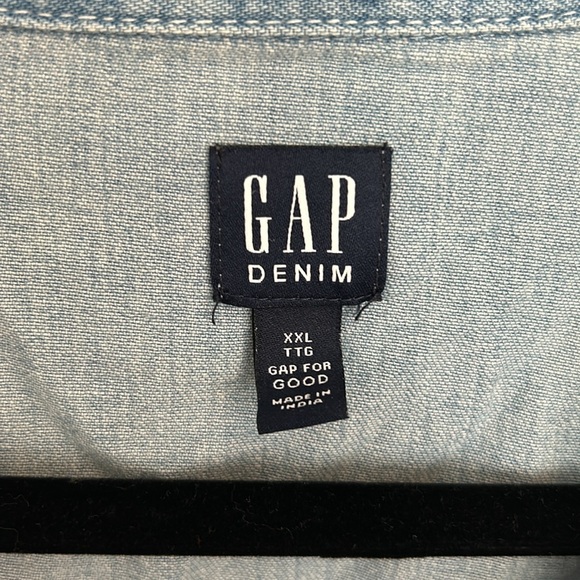 GAP
DENIM
XXL
TTG
GAP FOR
GOOD
MADE IN
INDIA